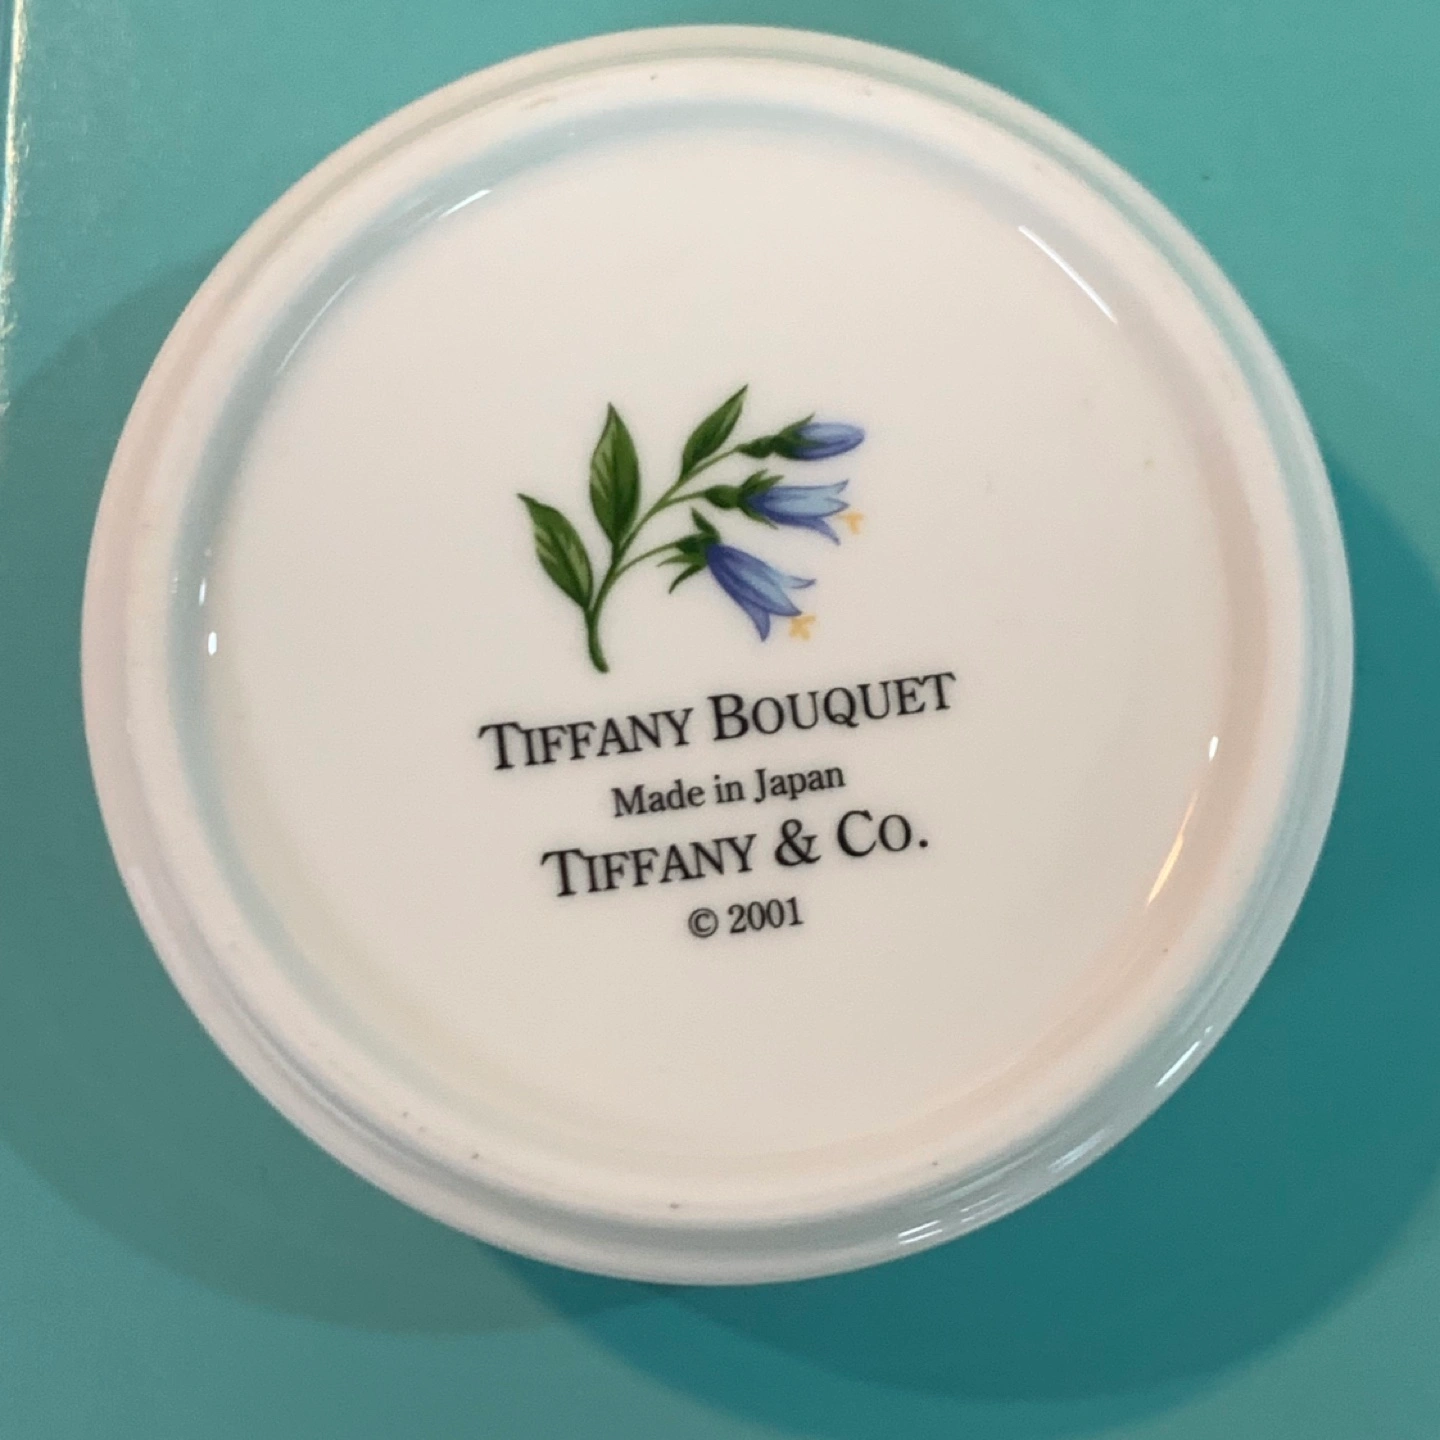 TIFFANY BOUQUET
Made in Japan
TIFFANY & CO.
© 2001